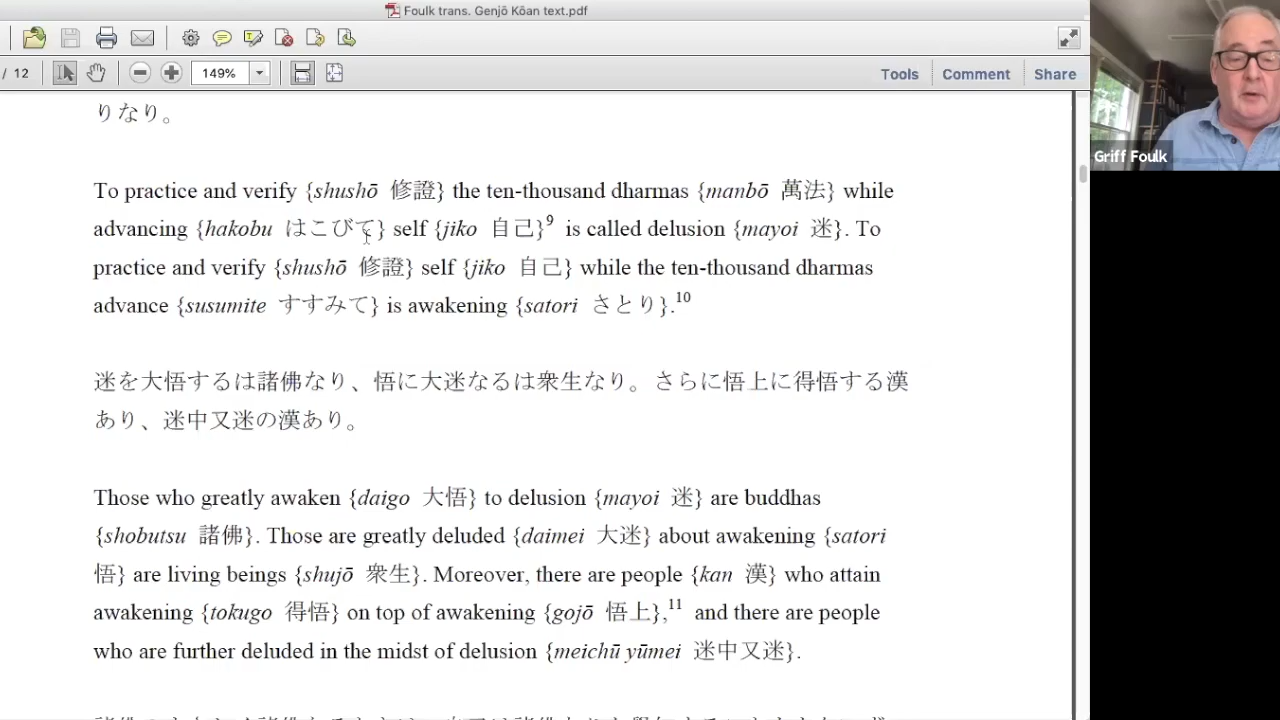 Foulk trans. Genjō Kōan text.pdf
/ 12
149%
Tools
Comment
Share
Griff Foulk
りなり。
To practice and verify {shushō 修證} the ten-thousand dharmas {manbō 萬法} while
advancing {hakobu はこびて} self {jiko 自己}9 is called delusion {mayoi 迷}. To
practice and verify {shushō 修證} self {jiko 自己} while the ten-thousand dharmas
advance {susumite すすみて} is awakening {satori さとり}.10
迷を大悟するは諸佛なり、悟に大迷なるは衆生なり。さらに悟上に得悟する漢
あり、迷中又迷の漢あり。
Those who greatly awaken {daigo 大悟} to delusion {mayoi 迷} are buddhas
{shobutsu 諸佛}. Those are greatly deluded {daimei 大迷} about awakening {satori
悟} are living beings {shujō 衆生}. Moreover, there are people {kan 漢} who attain
awakening {tokugo 得悟} on top of awakening {gojō 悟上},11 and there are people
who are further deluded in the midst of delusion {meichū yūmei 迷中又迷}.